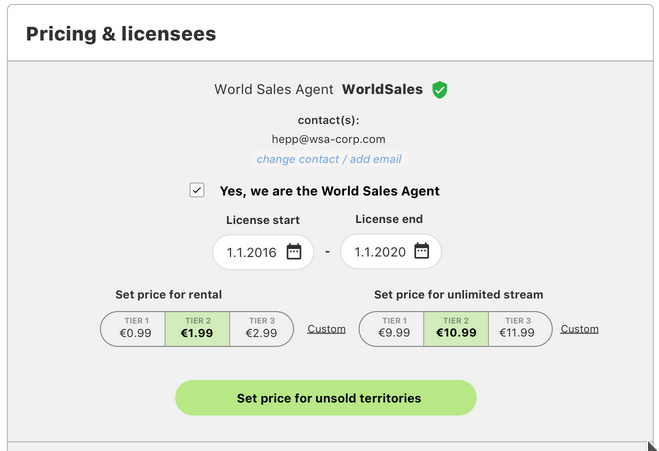 Pricing & licensees
World Sales Agent WorldSales
contact(s):
hepp@wsa-corp.com
change contact / add email
Yes, we are the World Sales Agent
License start License end
1.1.2016 - 1.1.2020
Set price for rental Set price for unlimited stream
TIER 1 TIER 2 TIER 3 TIER 1 TIER 2 TIER 3
€0.99 €1.99 €2.99 Custom €9.99 €10.99 €11.99 Custom
Set price for unsold territories